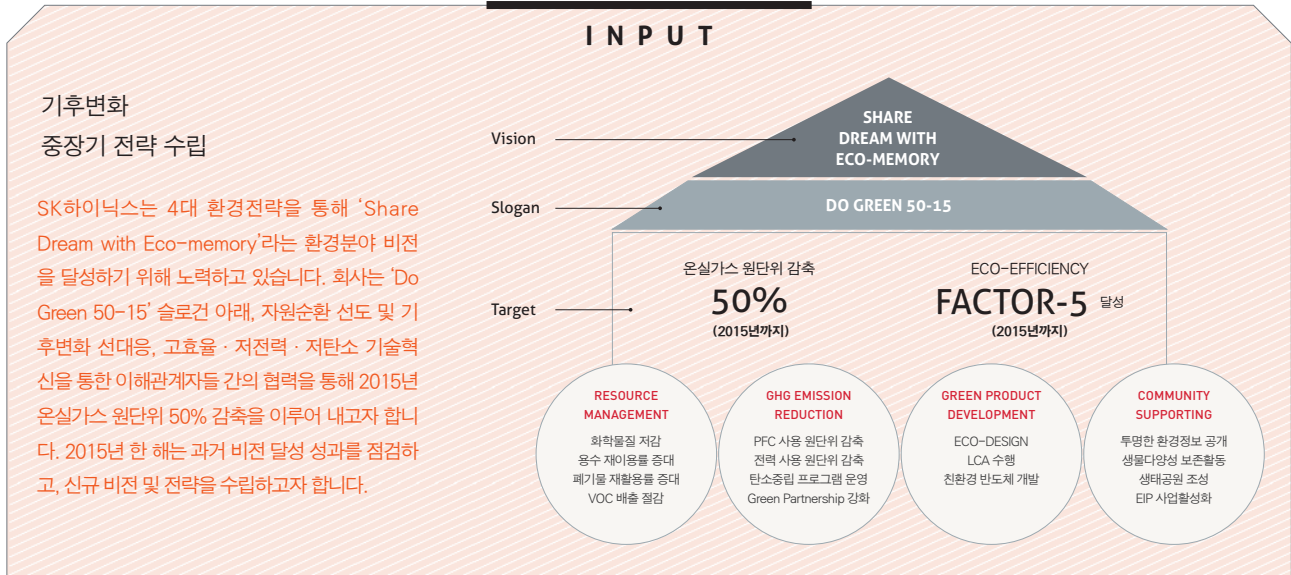 INPUT
기후변화
중장기 전략 수립
SK하이닉스는 4대 환경전략을 통해 ‘Share
Dream with Eco-memory’라는 환경분야 비전
을 달성하기 위해 노력하고 있습니다. 회사는 ‘Do
Green 50-15’ 슬로건 아래, 자원순환 선도 및 기
후변화 선대응, 고효율 · 저전력 · 저탄소 기술혁
신을 통한 이해관계자들 간의 협력을 통해 2015년
온실가스 원단위 50% 감축을 이루어 내고자 합니
다. 2015년 한 해는 과거 비전 달성 성과를 점검하
고, 신규 비전 및 전략을 수립하고자 합니다.
Vision
SHARE
DREAM WITH
ECO-MEMORY
Slogan
DO GREEN 50-15
Target
온실가스 원단위 감축
50%
(2015년까지)
ECO-EFFICIENCY
FACTOR-5 달성
(2015년까지)
RESOURCE
MANAGEMENT
화학물질 저감
용수 재이용률 증대
폐기물 재활용률 증대
VOC 배출 절감
GHG EMISSION
REDUCTION
PFC 사용 원단위 감축
전력 사용 원단위 감축
탄소중립 프로그램 운영
Green Partnership 강화
GREEN PRODUCT
DEVELOPMENT
ECO-DESIGN
LCA 수행
친환경 반도체 개발
COMMUNITY
SUPPORTING
투명한 환경정보 공개
생물다양성 보존활동
생태공원 조성
EIP 사업활성화